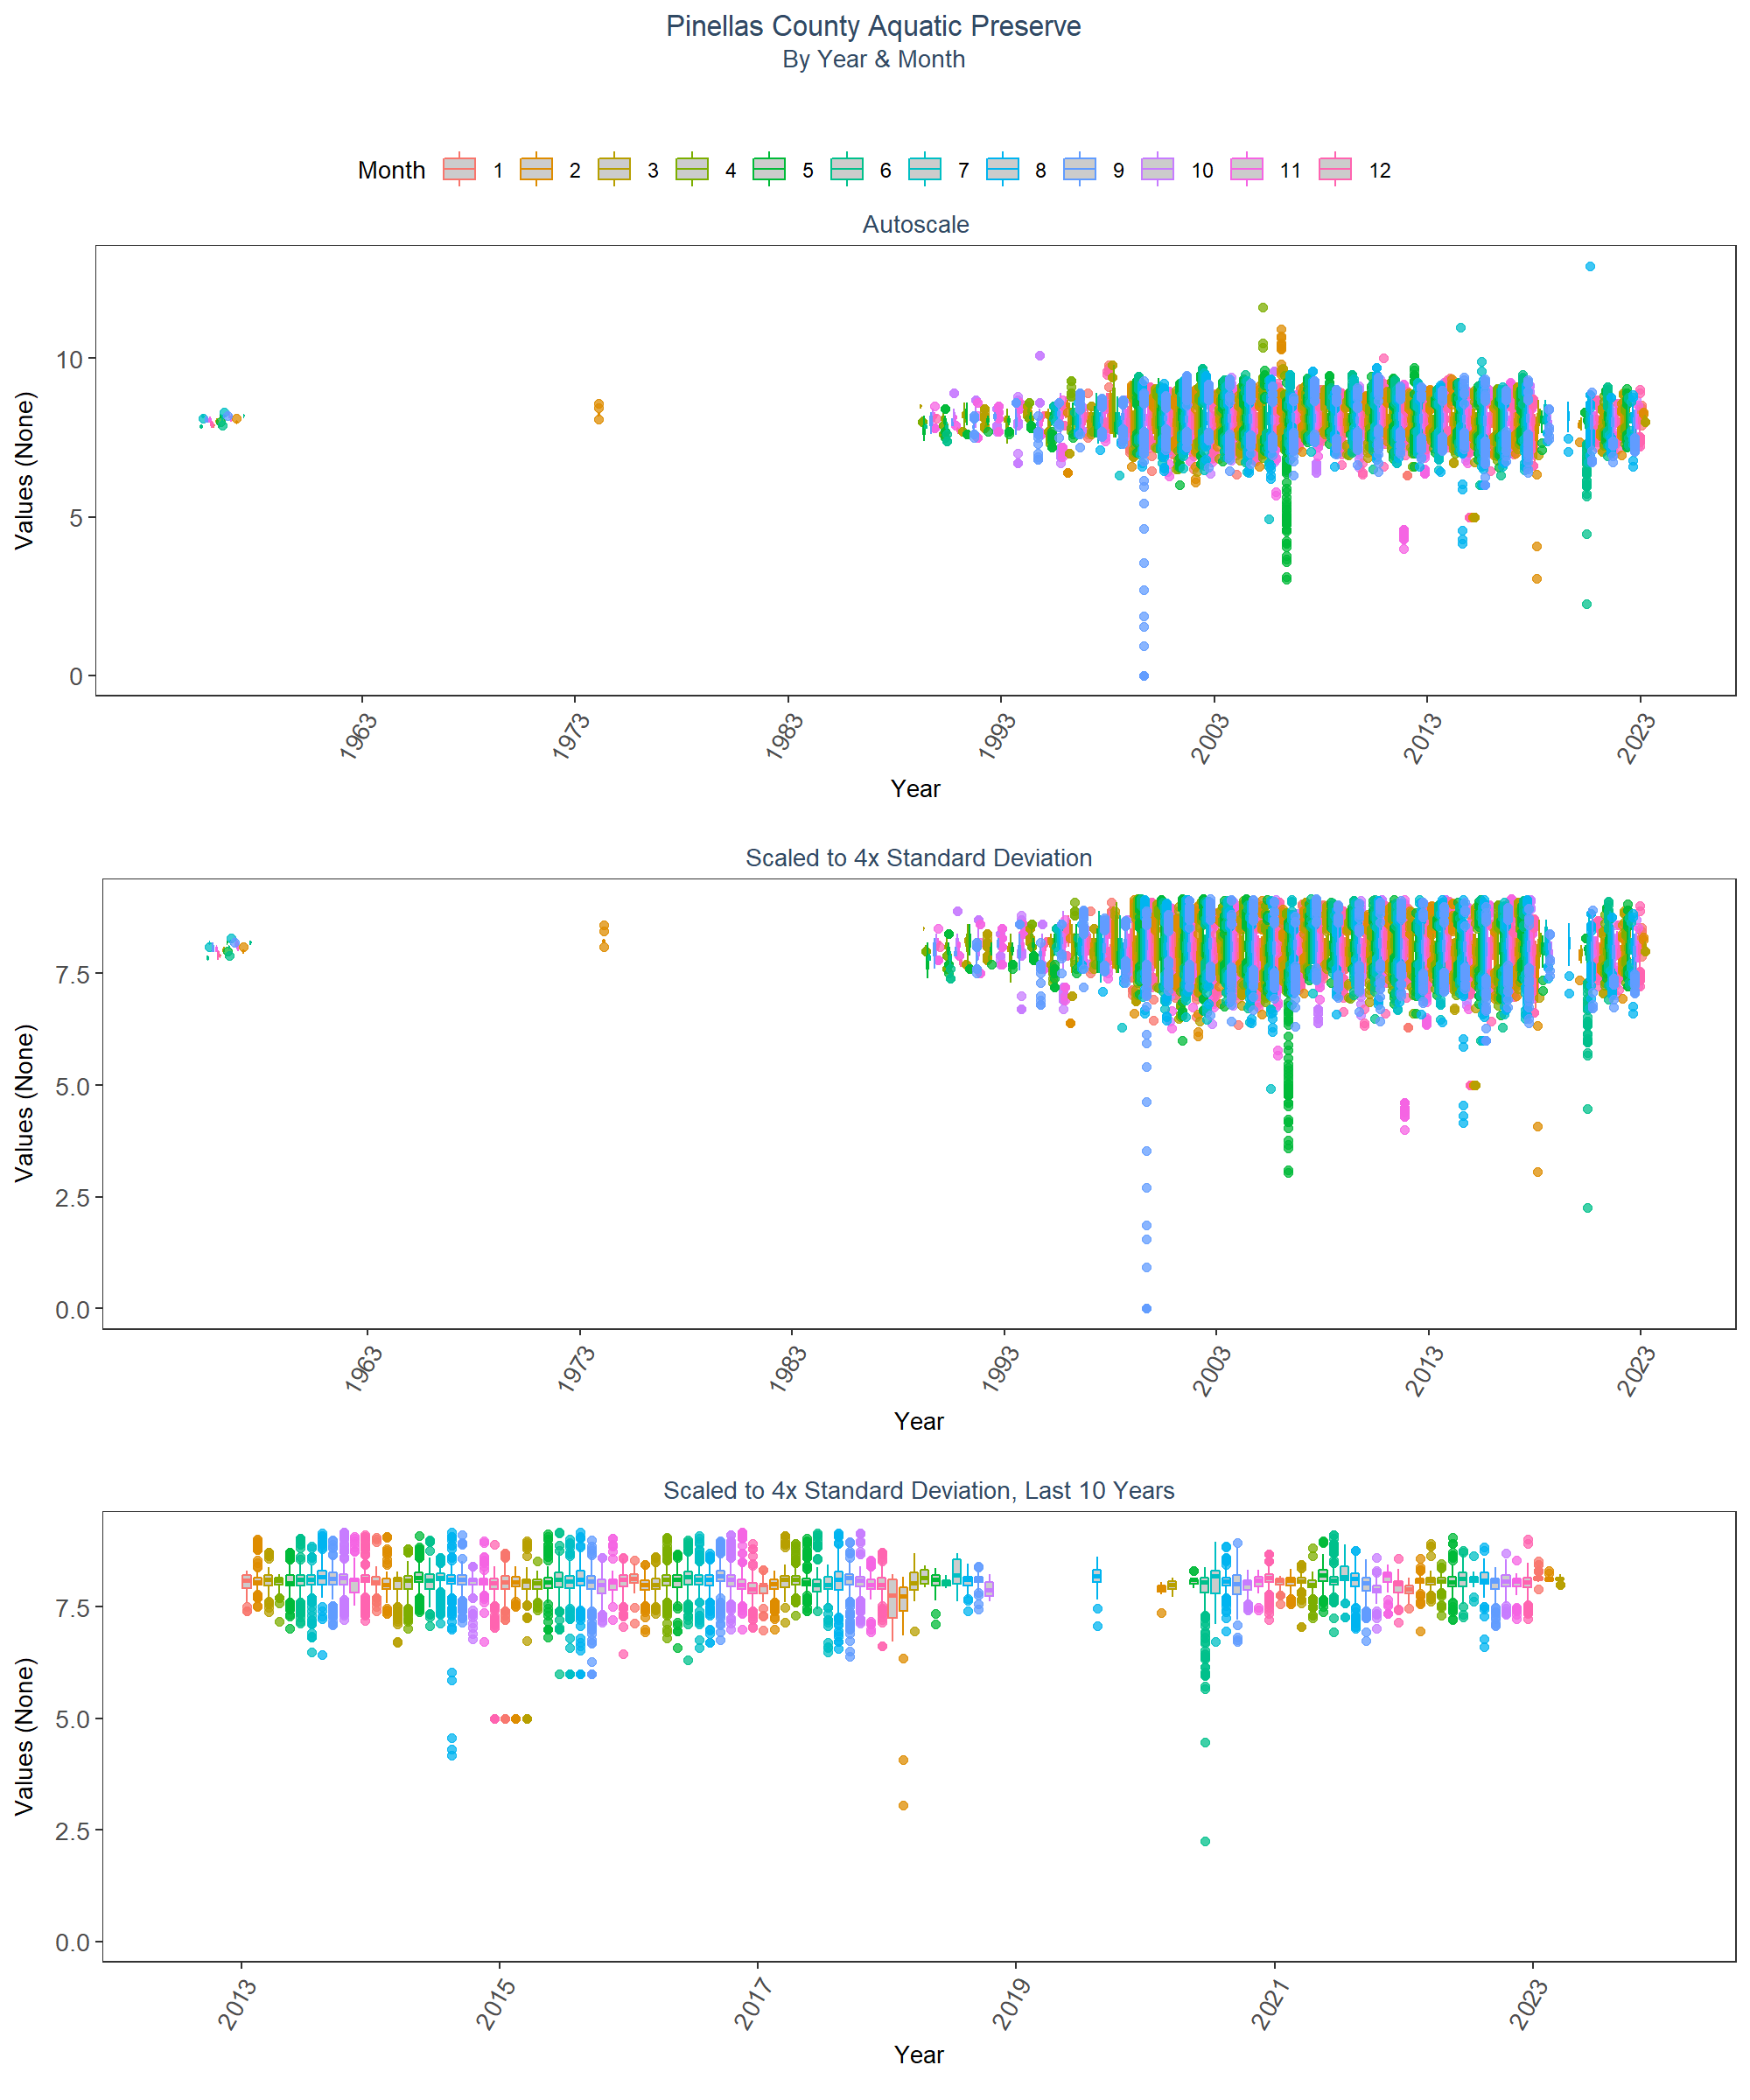 Pinellas County Aquatic Preserve
By Year & Month
Month 1 2 3 4 5 6 7 8 9 10 11 12
Autoscale
Values (None)
10
5
0
1963 1973 1983 1993 2003 2013 2023
Year
Scaled to 4x Standard Deviation
Values (None)
7.5
5.0
2.5
0.0
1963 1973 1983 1993 2003 2013 2023
Year
Scaled to 4x Standard Deviation, Last 10 Years
Values (None)
7.5
5.0
2.5
0.0
2013 2015 2017 2019 2021 2023
Year